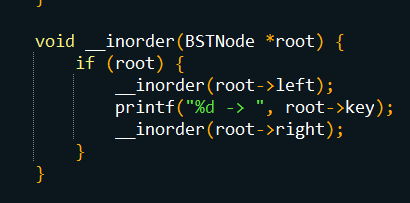 }
void __inorder(BSTNode *root) {
if (root) {
__inorder(root->left);
printf("%d -> ", root->key);
__inorder(root->right);
}
}